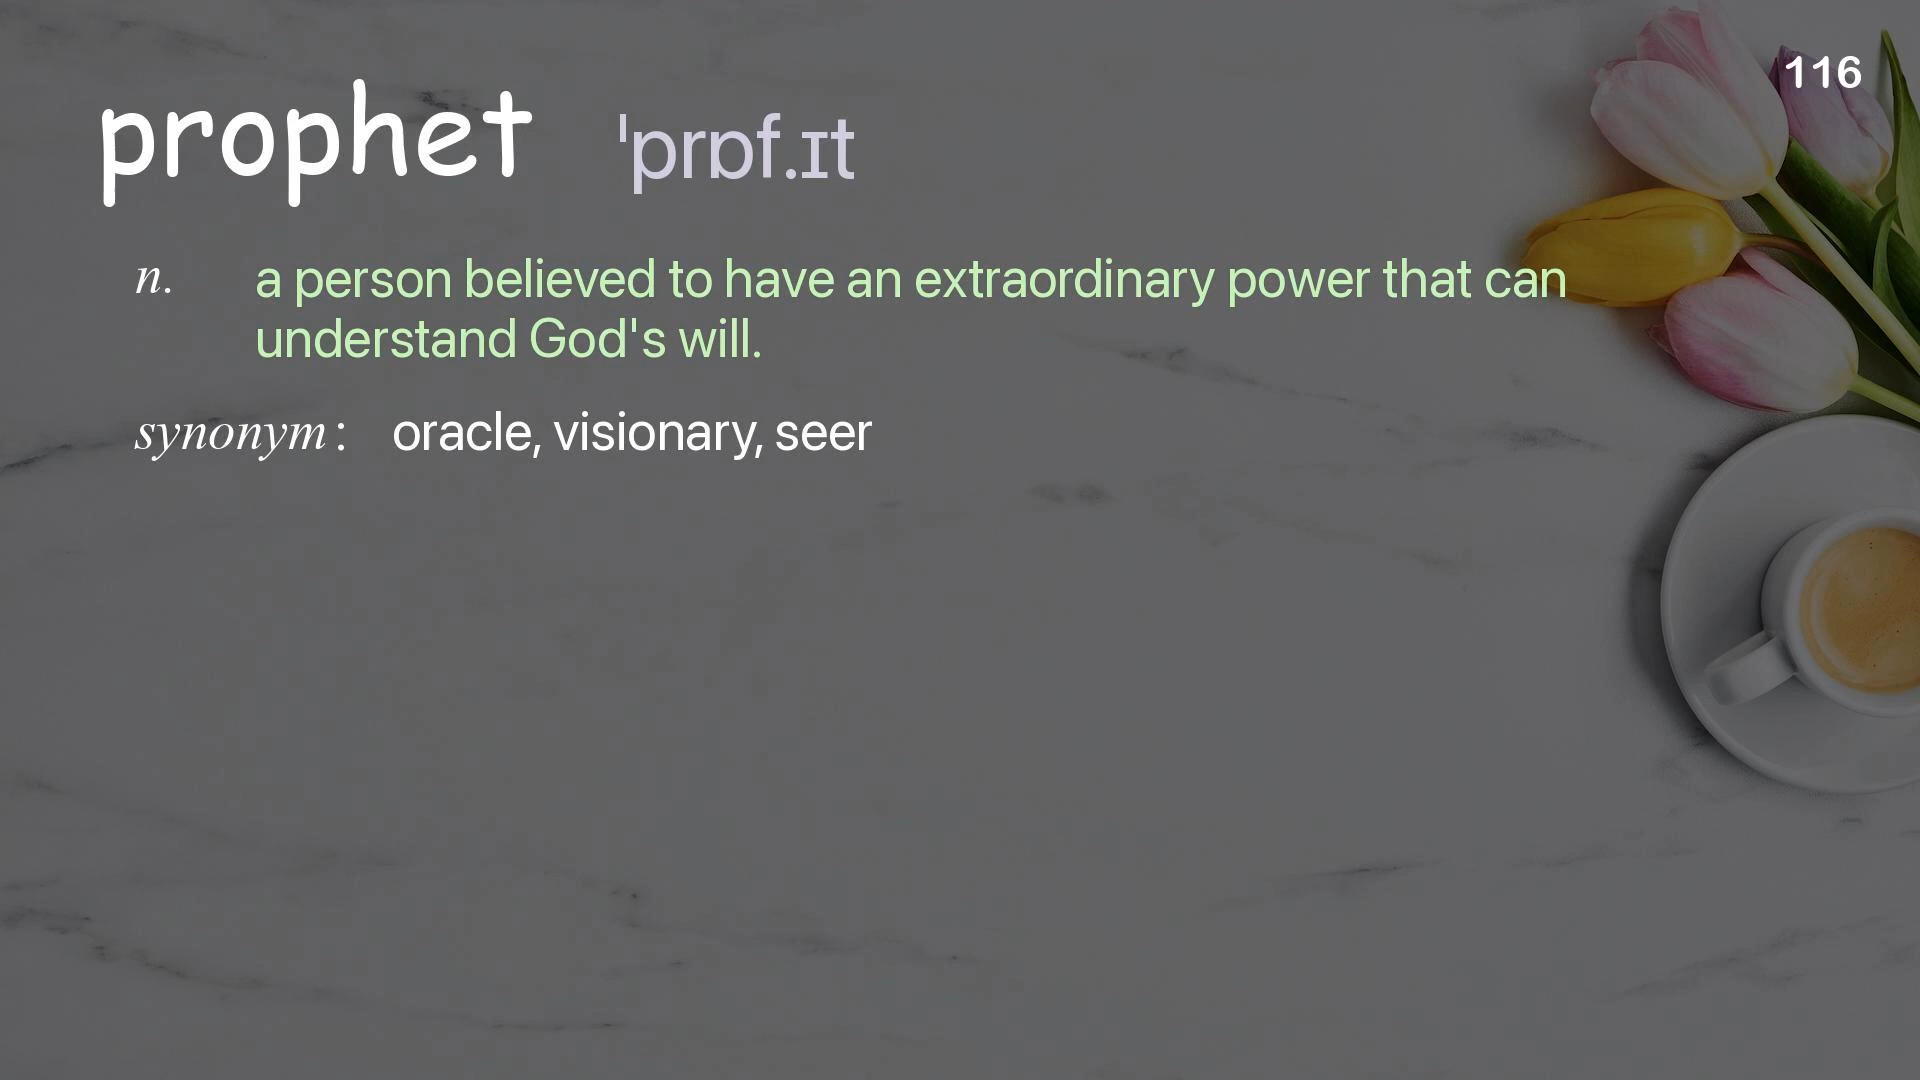 116
prophet ˈprɒf.ɪt
n. a person believed to have an extraordinary power that can
understand God's will.
synonym: oracle, visionary, seer